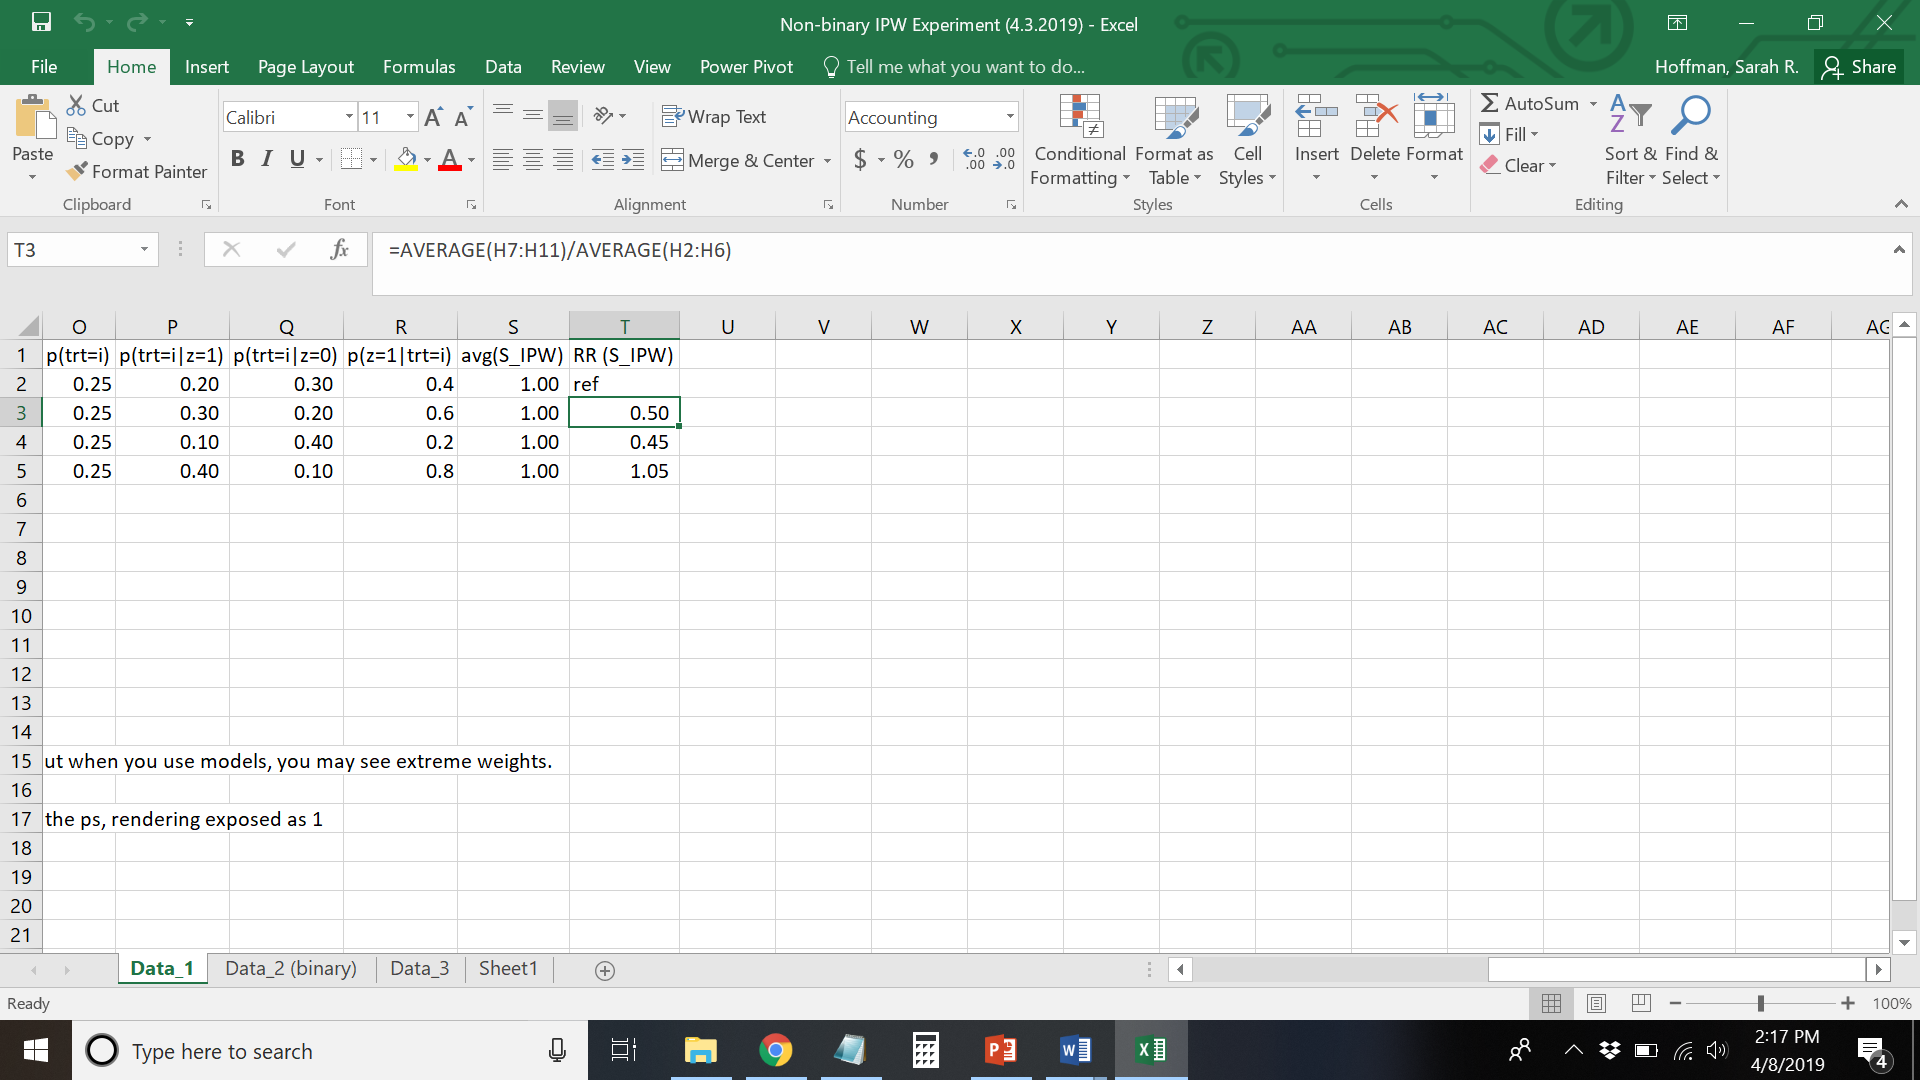 Non-binary IPW Experiment (4.3.2019) - Excel
File Home Insert Page Layout Formulas Data Review View Power Pivot Tell me what you want to do... Hoffman, Sarah R. Share
Paste
Cut
Copy
Format Painter
Clipboard
Calibri 11
B I U
Font
Wrap Text
Merge & Center
Alignment
Accounting
$ % , .0 .00 .00 .0
Number
Conditional Formatting
Format as Table
Cell Styles
Styles
Insert Delete Format
Cells
AutoSum
Fill
Clear
Sort & Filter
Find & Select
Editing
T3 fx =AVERAGE(H7:H11)/AVERAGE(H2:H6)
O P Q R S T U V W X Y Z AA AB AC AD AE AF AG
1 p(trt=i) p(trt=i|z=1) p(trt=i|z=0) p(z=1|trt=i) avg(S_IPW) RR (S_IPW)
2 0.25 0.20 0.30 0.4 1.00 ref
3 0.25 0.30 0.20 0.6 1.00 0.50
4 0.25 0.10 0.40 0.2 1.00 0.45
5 0.25 0.40 0.10 0.8 1.00 1.05
6
7
8
9
10
11
12
13
14
15 ut when you use models, you may see extreme weights.
16
17 the ps, rendering exposed as 1
18
19
20
21
Data_1 Data_2 (binary) Data_3 Sheet1
Ready 100%
Type here to search
2:17 PM
4/8/2019
4